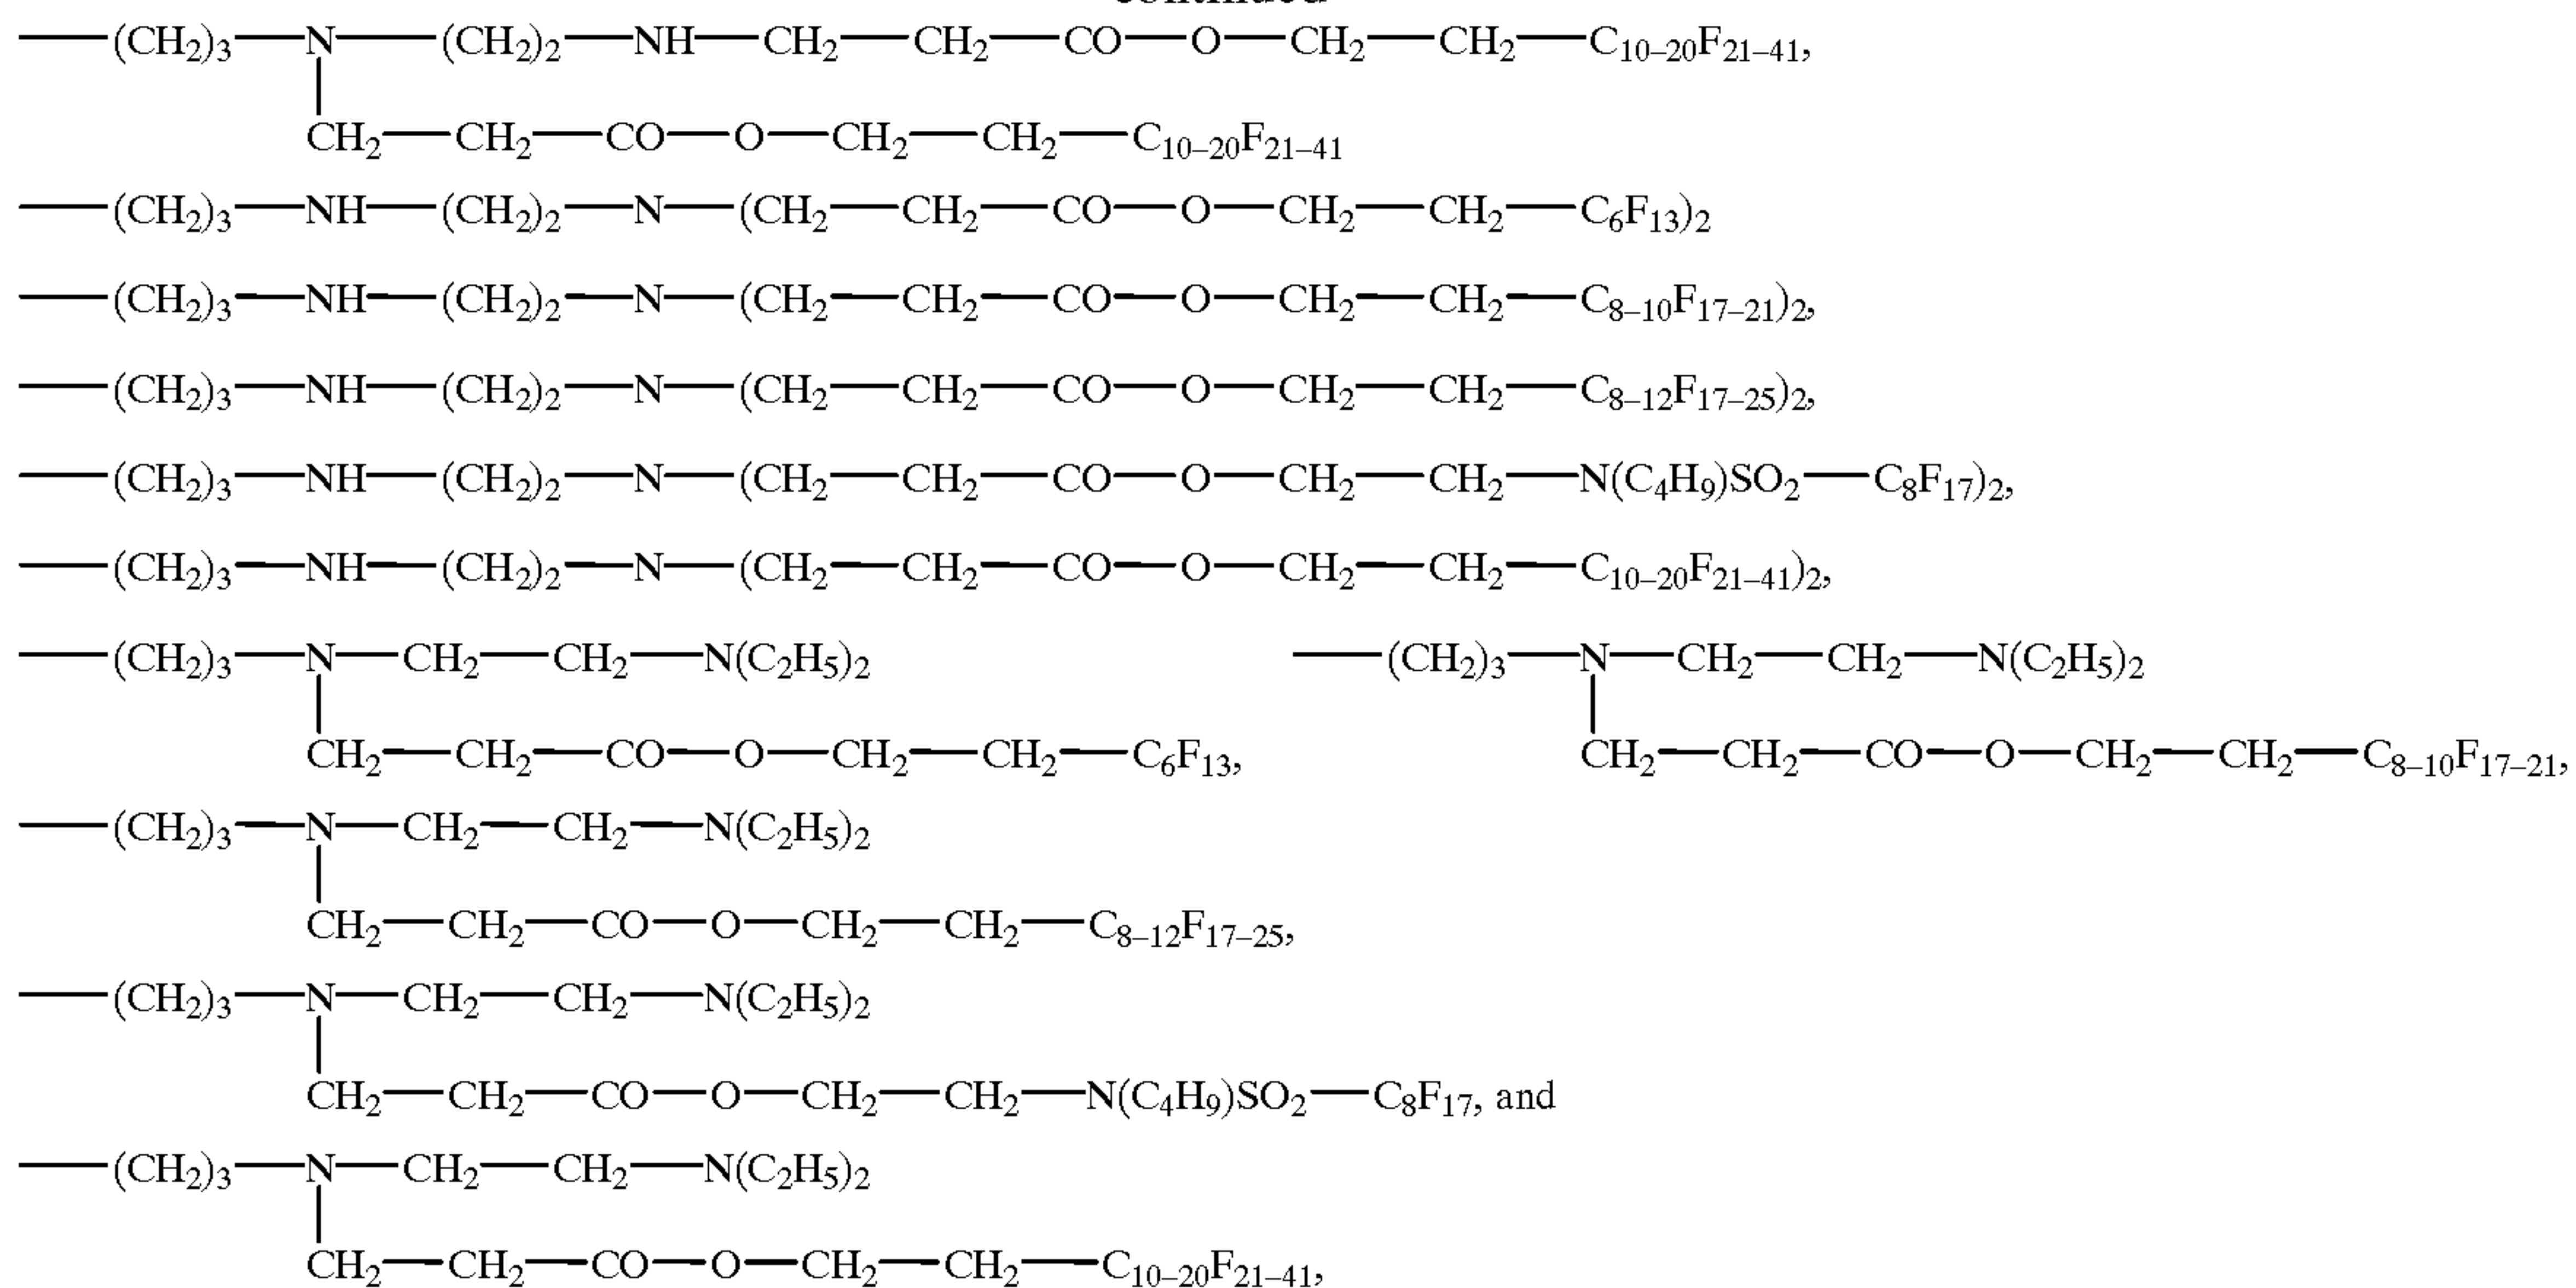 —(CH₂)₃—N—(CH₂)₂—NH—CH₂—CH₂—CO—O—CH₂—CH₂—C₁₀₋₂₀F₂₁₋₄₁,
CH₂—CH₂—CO—O—CH₂—CH₂—C₁₀₋₂₀F₂₁₋₄₁
—(CH₂)₃—NH—(CH₂)₂—N—(CH₂—CH₂—CO—O—CH₂—CH₂—C₆F₁₃)₂
—(CH₂)₃—NH—(CH₂)₂—N—(CH₂—CH₂—CO—O—CH₂—CH₂—C₈₋₁₀F₁₇₋₂₁)₂,
—(CH₂)₃—NH—(CH₂)₂—N—(CH₂—CH₂—CO—O—CH₂—CH₂—C₈₋₁₂F₁₇₋₂₅)₂,
—(CH₂)₃—NH—(CH₂)₂—N—(CH₂—CH₂—CO—O—CH₂—CH₂—N(C₄H₉)SO₂—C₈F₁₇)₂,
—(CH₂)₃—NH—(CH₂)₂—N—(CH₂—CH₂—CO—O—CH₂—CH₂—C₁₀₋₂₀F₂₁₋₄₁)₂,
—(CH₂)₃—N—CH₂—CH₂—N(C₂H₅)₂
CH₂—CH₂—CO—O—CH₂—CH₂—C₆F₁₃,
—(CH₂)₃—N—CH₂—CH₂—N(C₂H₅)₂
CH₂—CH₂—CO—O—CH₂—CH₂—C₈₋₁₀F₁₇₋₂₁,
—(CH₂)₃—N—CH₂—CH₂—N(C₂H₅)₂
CH₂—CH₂—CO—O—CH₂—CH₂—C₈₋₁₂F₁₇₋₂₅,
—(CH₂)₃—N—CH₂—CH₂—N(C₂H₅)₂
CH₂—CH₂—CO—O—CH₂—CH₂—N(C₄H₉)SO₂—C₈F₁₇, and
—(CH₂)₃—N—CH₂—CH₂—N(C₂H₅)₂
CH₂—CH₂—CO—O—CH₂—CH₂—C₁₀₋₂₀F₂₁₋₄₁,